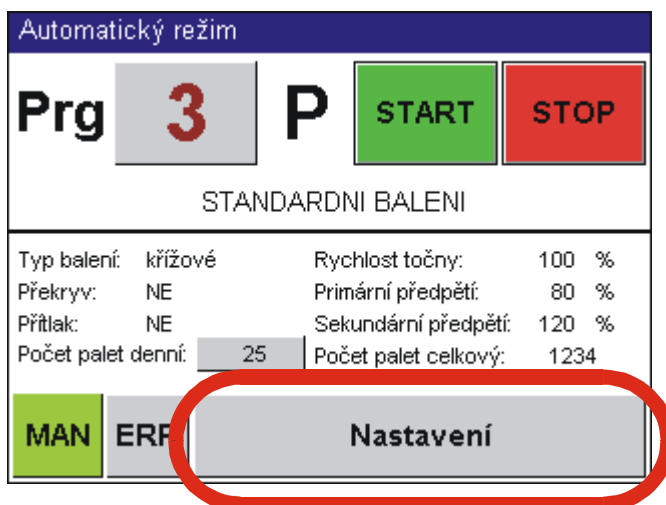 Automatický režim
Prg 3 P START STOP
STANDARDNI BALENI
Typ balení: křížové Rychlost točny: 100 %
Překryv: NE Primární předpětí: 80 %
Přítlak: NE Sekundární předpětí: 120 %
Počet palet denní: 25 Počet palet celkový: 1234
MAN ERR Nastavení